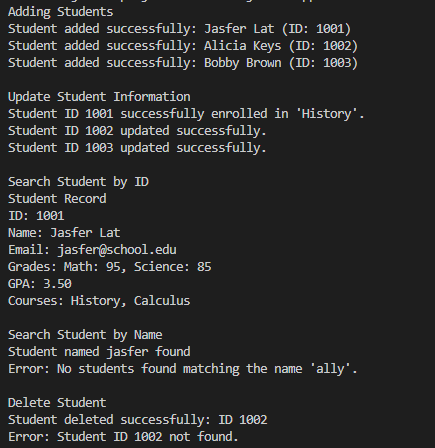 Adding Students
Student added successfully: Jasfer Lat (ID: 1001)
Student added successfully: Alicia Keys (ID: 1002)
Student added successfully: Bobby Brown (ID: 1003)

Update Student Information
Student ID 1001 successfully enrolled in 'History'.
Student ID 1002 updated successfully.
Student ID 1003 updated successfully.

Search Student by ID
Student Record
ID: 1001
Name: Jasfer Lat
Email: jasfer@school.edu
Grades: Math: 95, Science: 85
GPA: 3.50
Courses: History, Calculus

Search Student by Name
Student named jasfer found
Error: No students found matching the name 'ally'.

Delete Student
Student deleted successfully: ID 1002
Error: Student ID 1002 not found.